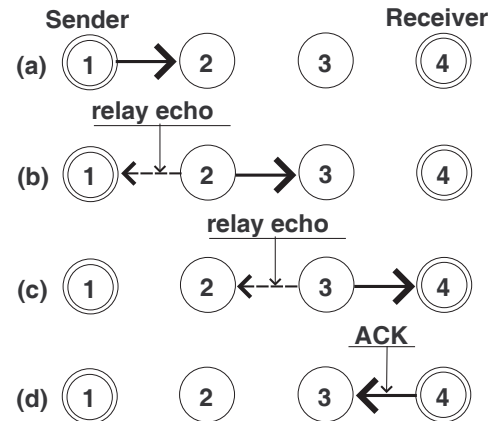 Sender Receiver
(a) 1 2 3 4
relay echo
(b) 1 2 3 4
relay echo
(c) 1 2 3 4
ACK
(d) 1 2 3 4